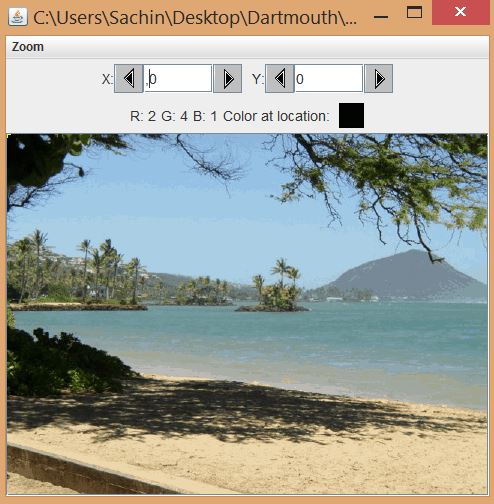 C:\Users\Sachin\Desktop\Dartmouth\...
Zoom
X: 0 Y: 0
R: 2 G: 4 B: 1 Color at location: